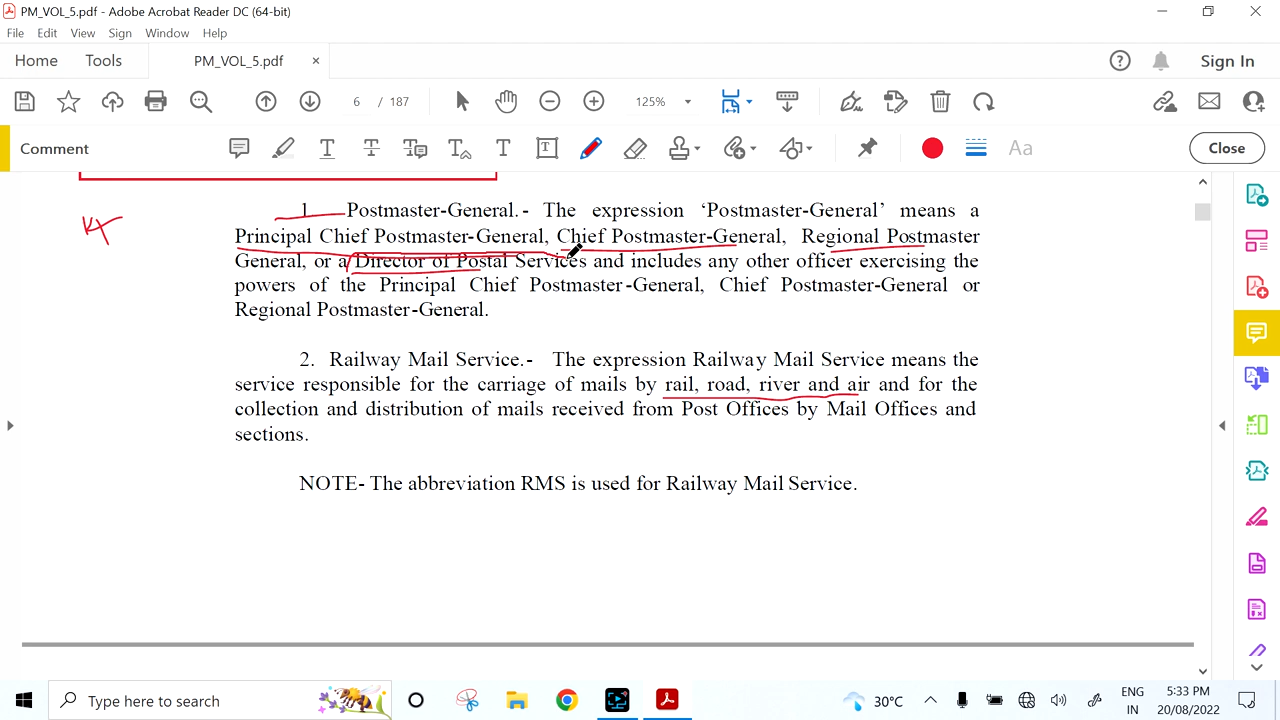 PM_VOL_5.pdf - Adobe Acrobat Reader DC (64-bit)
File Edit View Sign Window Help
Home Tools PM_VOL_5.pdf × Sign In
6 / 187 125%
Comment Aa Close
1 Postmaster-General.- The expression ‘Postmaster-General’ means a
Principal Chief Postmaster-General, Chief Postmaster-General, Regional Postmaster
General, or a Director of Postal Services and includes any other officer exercising the
powers of the Principal Chief Postmaster-General, Chief Postmaster-General or
Regional Postmaster-General.
2. Railway Mail Service.- The expression Railway Mail Service means the
service responsible for the carriage of mails by rail, road, river and air and for the
collection and distribution of mails received from Post Offices by Mail Offices and
sections.
NOTE- The abbreviation RMS is used for Railway Mail Service.
Type here to search
30°C
ENG
IN
5:33 PM
20/08/2022